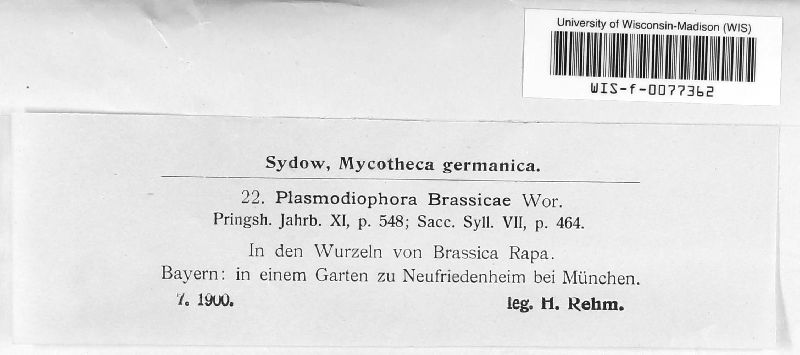 University of Wisconsin-Madison (WIS)
WIS-f-0077362
Sydow, Mycotheca germanica.
22. Plasmodiophora Brassicae Wor.
Pringsh. Jahrb. XI, p. 548; Sacc. Syll. VII, p. 464.
In den Wurzeln von Brassica Rapa.
Bayern: in einem Garten zu Neufriedenheim bei München.
7. 1900. leg. H. Rehm.